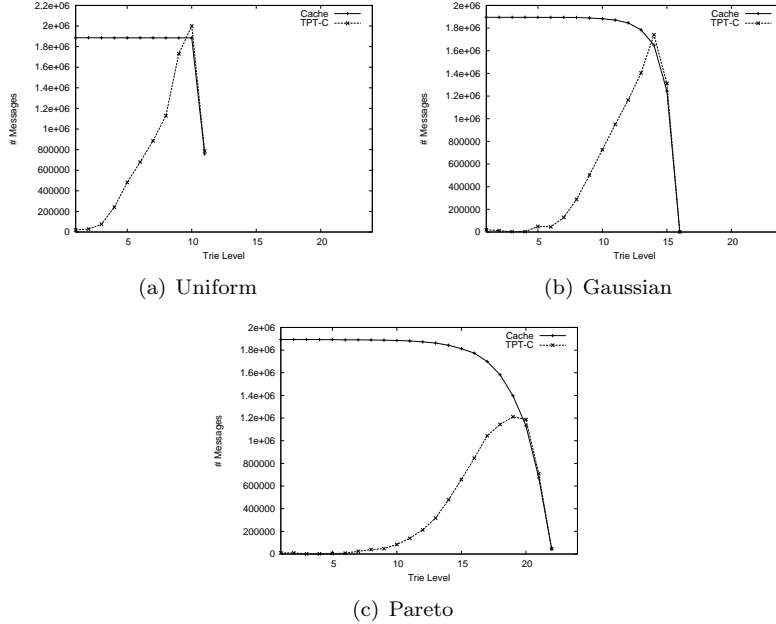 2.2e+06
2e+06
1.8e+06
1.6e+06
1.4e+06
1.2e+06
1e+06
800000
600000
400000
200000
0
# Messages
5 10 15 20
Trie Level
Cache
TPT-C
(a) Uniform
2e+06
1.8e+06
1.6e+06
1.4e+06
1.2e+06
1e+06
800000
600000
400000
200000
0
# Messages
5 10 15 20
Trie Level
Cache
TPT-C
(b) Gaussian
2e+06
1.8e+06
1.6e+06
1.4e+06
1.2e+06
1e+06
800000
600000
400000
200000
0
# Messages
5 10 15 20
Trie Level
Cache
TPT-C
(c) Pareto